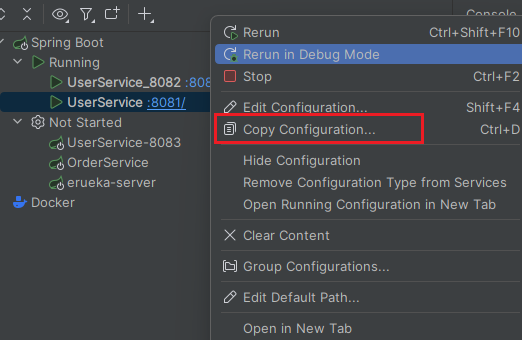 Console
Spring Boot
Running
UserService_8082 :808
UserService :8081/
Not Started
UserService-8083
OrderService
erueka-server
Docker
Rerun Ctrl+Shift+F10
Rerun in Debug Mode
Stop Ctrl+F2
Edit Configuration... Shift+F4
Copy Configuration... Ctrl+D
Hide Configuration
Remove Configuration Type from Services
Open Running Configuration in New Tab
Clear Content
Group Configurations...
Edit Default Path...
Open in New Tab